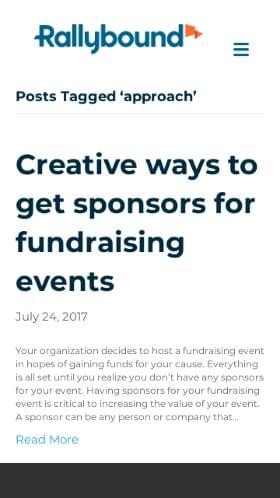 Rallybound
Posts Tagged ‘approach’
Creative ways to
get sponsors for
fundraising
events
July 24, 2017
Your organization decides to host a fundraising event
in hopes of gaining funds for your cause. Everything
is all set until you realize you don’t have any sponsors
for your event. Having sponsors for your fundraising
event is critical to increasing the value of your event.
A sponsor can be any person or company that...
Read More